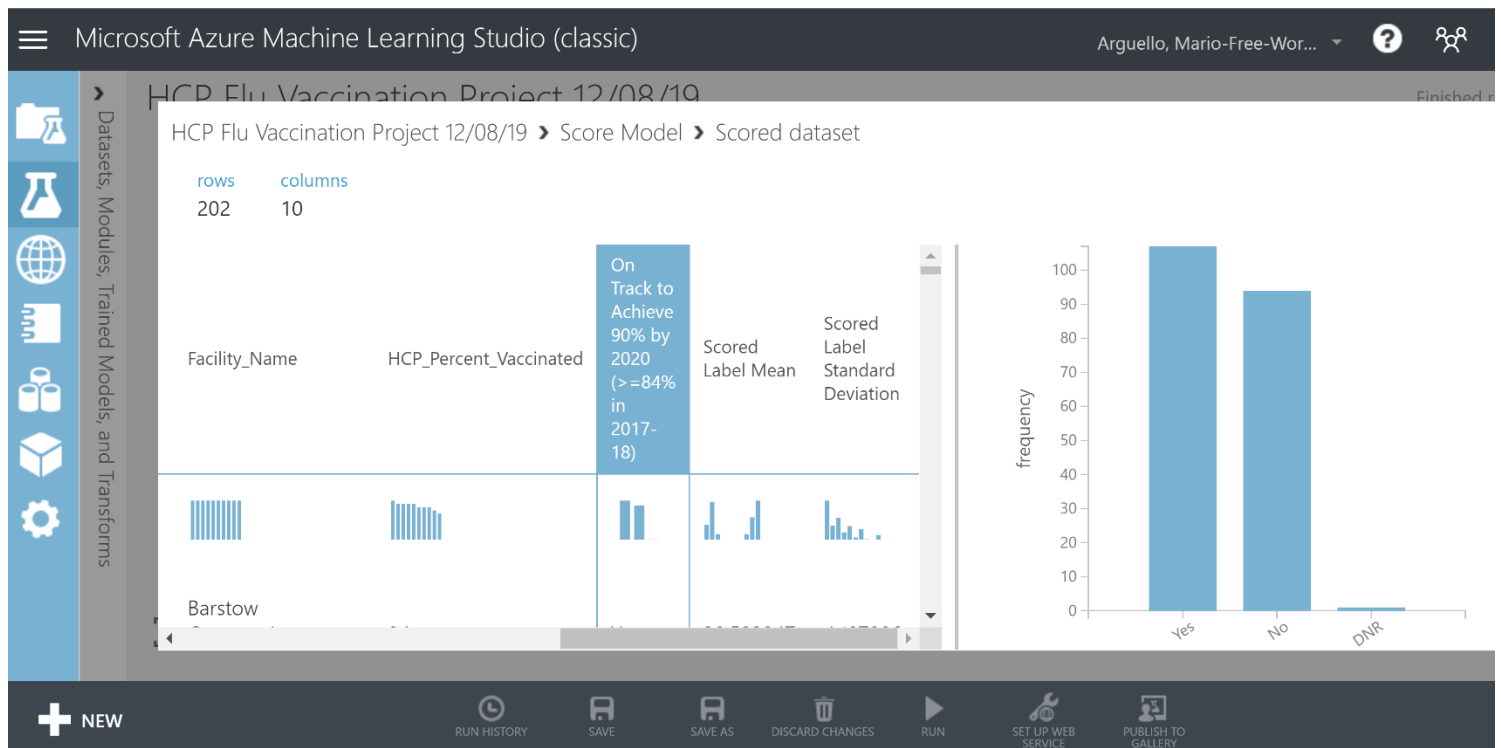 Microsoft Azure Machine Learning Studio (classic)
Arguello, Mario-Free-Wor...
?
Datasets, Modules, Trained Models, and Transforms
HCP Flu Vaccination Project 12/08/19
Finished r
HCP Flu Vaccination Project 12/08/19 > Score Model > Scored dataset
rows
columns
202
10
Facility_Name
HCP_Percent_Vaccinated
On
Track to
Achieve
90% by
2020
(>=84%
in
2017-
18)
Scored
Label Mean
Scored
Label
Standard
Deviation
Barstow
frequency
100
90
80
70
60
50
40
30
20
10
0
Yes
No
DNR
NEW
RUN HISTORY
SAVE
SAVE AS
DISCARD CHANGES
RUN
SET UP WEB
SERVICE
PUBLISH TO
GALLERY